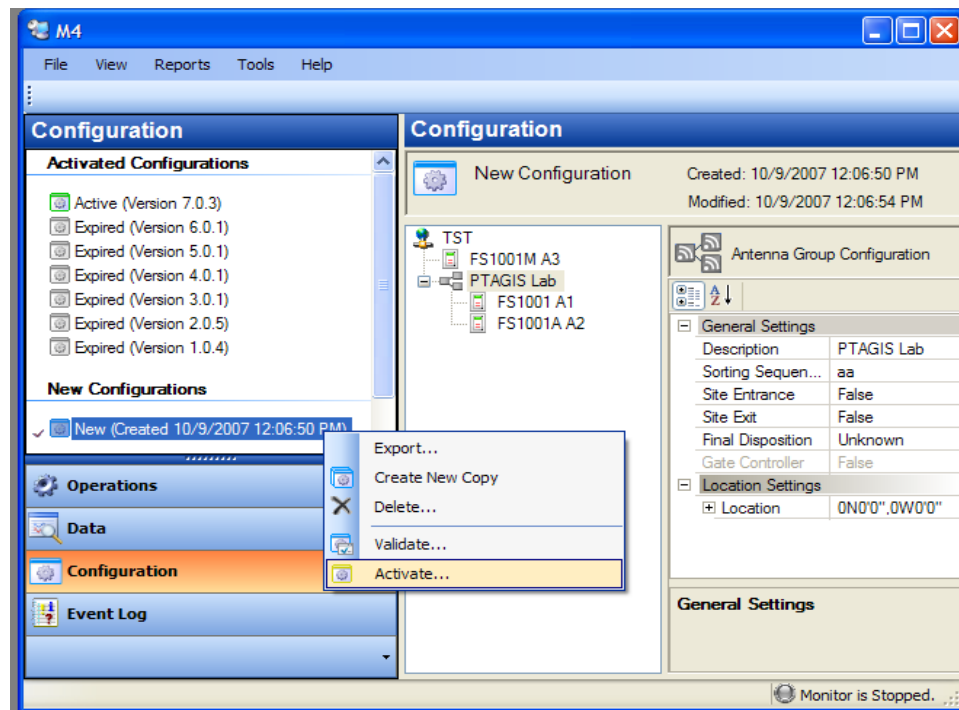 M4
File View Reports Tools Help
Configuration
Activated Configurations
Active (Version 7.0.3)
Expired (Version 6.0.1)
Expired (Version 5.0.1)
Expired (Version 4.0.1)
Expired (Version 3.0.1)
Expired (Version 2.0.5)
Expired (Version 1.0.4)
New Configurations
New (Created 10/9/2007 12:06:50 PM)
Export...
Create New Copy
Delete...
Validate...
Activate...
Operations
Data
Configuration
Event Log
Configuration
New Configuration
Created: 10/9/2007 12:06:50 PM
Modified: 10/9/2007 12:06:54 PM
TST
FS1001M A3
PTAGIS Lab
FS1001 A1
FS1001A A2
Antenna Group Configuration
General Settings
Description PTAGIS Lab
Sorting Sequen... aa
Site Entrance False
Site Exit False
Final Disposition Unknown
Gate Controller False
Location Settings
Location 0N0'0",0W0'0"
General Settings
Monitor is Stopped.